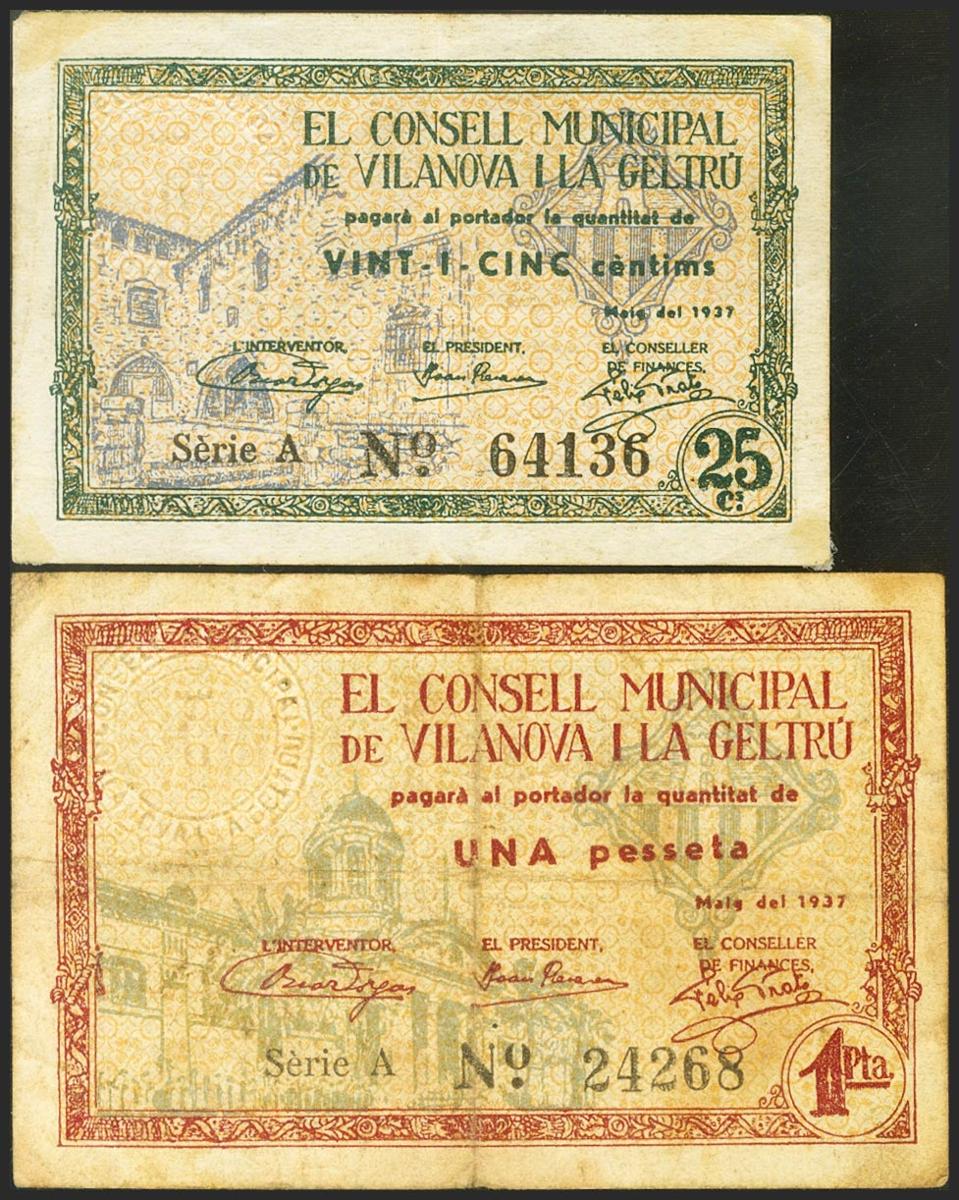 EL CONSELL MUNICIPAL
DE VILANOVA I LA GELTRÚ
pagarà al portador la quantitat de
VINT-I-CINC cèntims
Maig del 1937
L'INTERVENTOR, EL PRESIDENT, EL CONSELLER
DE FINANCES,
Sèrie A Nº 64136 25
Cs.
EL CONSELL MUNICIPAL
DE VILANOVA I LA GELTRÚ
pagarà al portador la quantitat de
UNA pesseta
Maig del 1937
L'INTERVENTOR, EL PRESIDENT, EL CONSELLER
DE FINANCES,
Sèrie A Nº 24268 1 Pta.